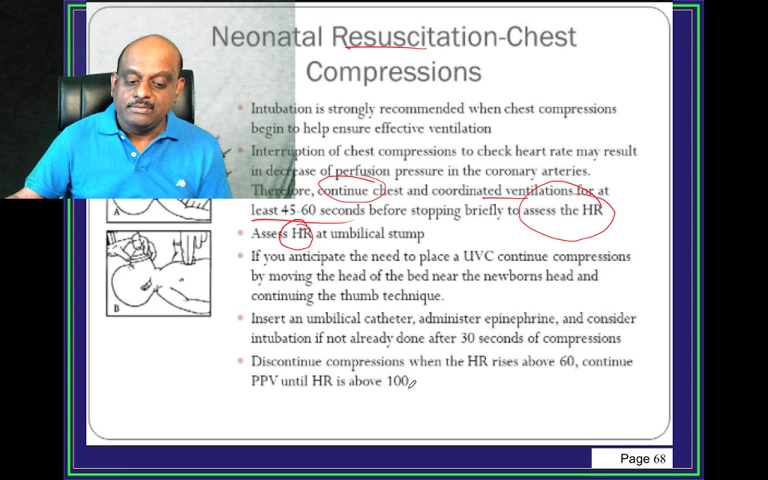 Neonatal Resuscitation-Chest
Compressions
• Intubation is strongly recommended when chest compressions
begin to help ensure effective ventilation
• Interruption of chest compressions to check heart rate may result
in decrease of perfusion pressure in the coronary arteries.
Therefore, continue chest and coordinated ventilations for at
least 45-60 seconds before stopping briefly to assess the HR
• Assess HR at umbilical stump
• If you anticipate the need to place a UVC continue compressions
by moving the head of the bed near the newborns head and
continuing the thumb technique.
• Insert an umbilical catheter, administer epinephrine, and consider
intubation if not already done after 30 seconds of compressions
• Discontinue compressions when the HR rises above 60, continue
PPV until HR is above 100
A
B
Page 68